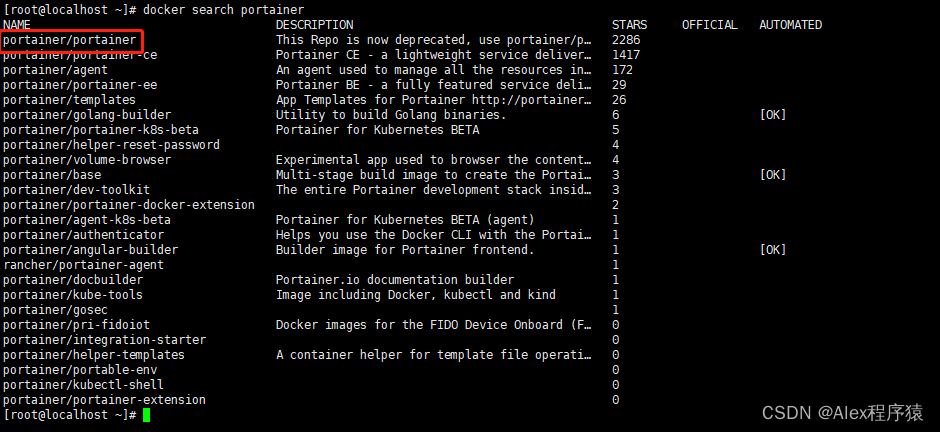 [root@localhost ~]# docker search portainer
NAME DESCRIPTION STARS OFFICIAL AUTOMATED
portainer/portainer This Repo is now deprecated, use portainer/p… 2286
portainer/portainer-ce Portainer CE - a lightweight service deliver… 1417
portainer/agent An agent used to manage all the resources in… 172
portainer/portainer-ee Portainer BE - a fully featured service deli… 29
portainer/templates App Templates for Portainer http://portainer… 26
portainer/golang-builder Utility to build Golang binaries. 6 [OK]
portainer/portainer-k8s-beta Portainer for Kubernetes BETA 5
portainer/helper-reset-password 4
portainer/volume-browser Experimental app used to browser the content… 4
portainer/base Multi-stage build image to create the Portai… 3 [OK]
portainer/dev-toolkit The entire Portainer development stack insid… 3
portainer/portainer-docker-extension 2
portainer/agent-k8s-beta Portainer for Kubernetes BETA (agent) 1
portainer/authenticator Helps you use the Docker CLI with the Portai… 1
portainer/angular-builder Builder image for Portainer frontend. 1 [OK]
rancher/portainer-agent 1
portainer/docbuilder Portainer.io documentation builder 1
portainer/kube-tools Image including Docker, kubectl and kind 1
portainer/gosec 1
portainer/pri-fidoiot Docker images for the FIDO Device Onboard (F… 0
portainer/integration-starter 0
portainer/helper-templates A container helper for template file operati… 0
portainer/portable-env 0
portainer/kubectl-shell 0
portainer/portainer-extension 0
[root@localhost ~]#
CSDN @Alex程序猿